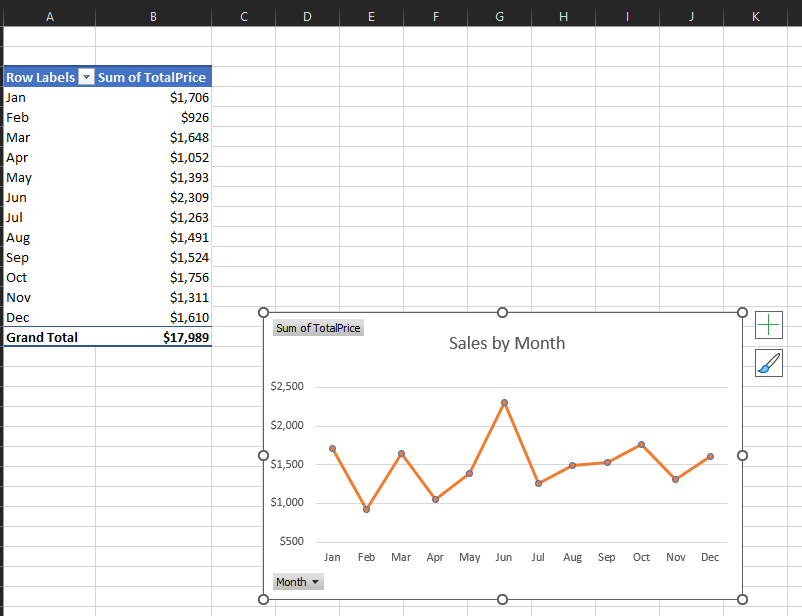 A B C D E F G H I J K
Row Labels Sum of TotalPrice
Jan $1,706
Feb $926
Mar $1,648
Apr $1,052
May $1,393
Jun $2,309
Jul $1,263
Aug $1,491
Sep $1,524
Oct $1,756
Nov $1,311
Dec $1,610
Grand Total $17,989
Sum of TotalPrice
Sales by Month
$2,500
$2,000
$1,500
$1,000
$500
Jan Feb Mar Apr May Jun Jul Aug Sep Oct Nov Dec
Month